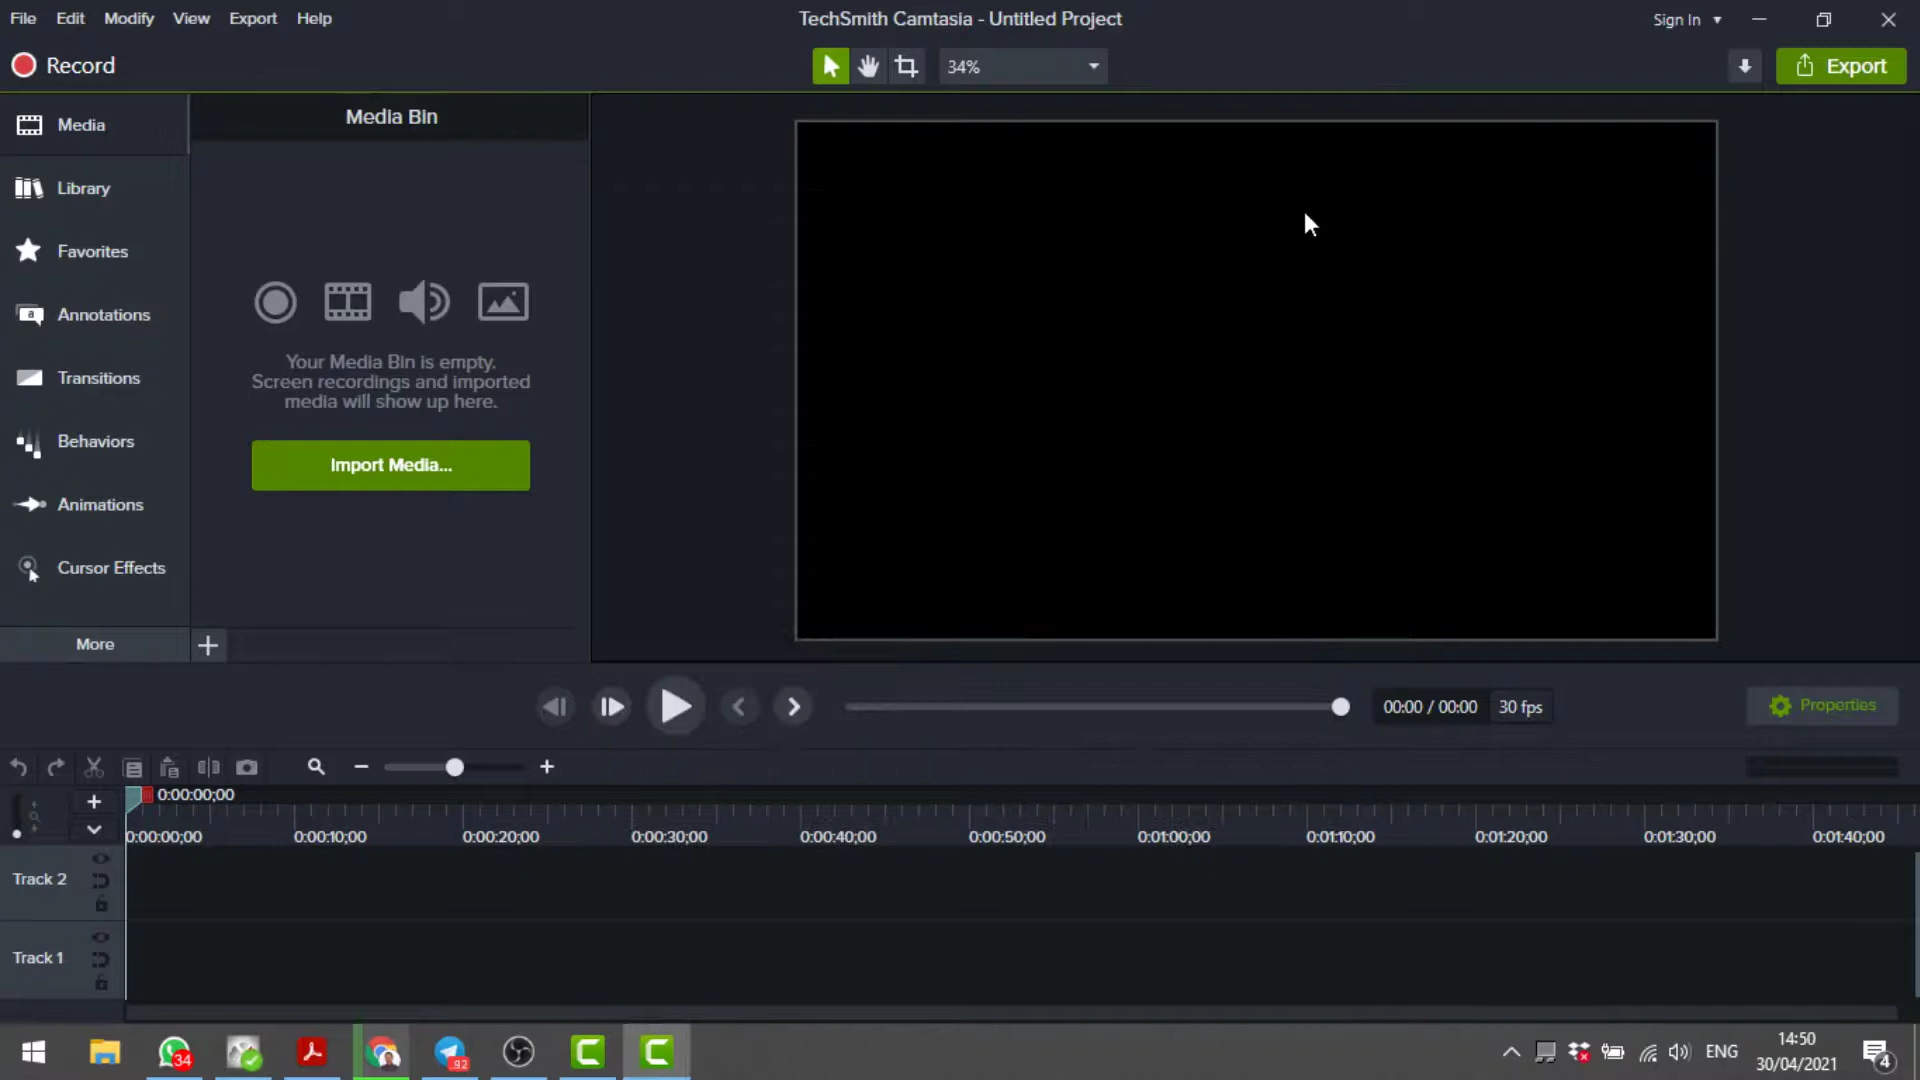 File Edit Modify View Export Help
TechSmith Camtasia - Untitled Project
Sign In
Record
34%
Export
Media
Library
Favorites
Annotations
Transitions
Behaviors
Animations
Cursor Effects
More
Media Bin
Your Media Bin is empty.
Screen recordings and imported
media will show up here.
Import Media...
00:00 / 00:00
30 fps
Properties
0:00:00;00
0:00:00;00 0:00:10;00 0:00:20;00 0:00:30;00 0:00:40;00 0:00:50;00 0:01:00;00 0:01:10;00 0:01:20;00 0:01:30;00 0:01:40;00
Track 2
Track 1
34
92
ENG
14:50
30/04/2021
4